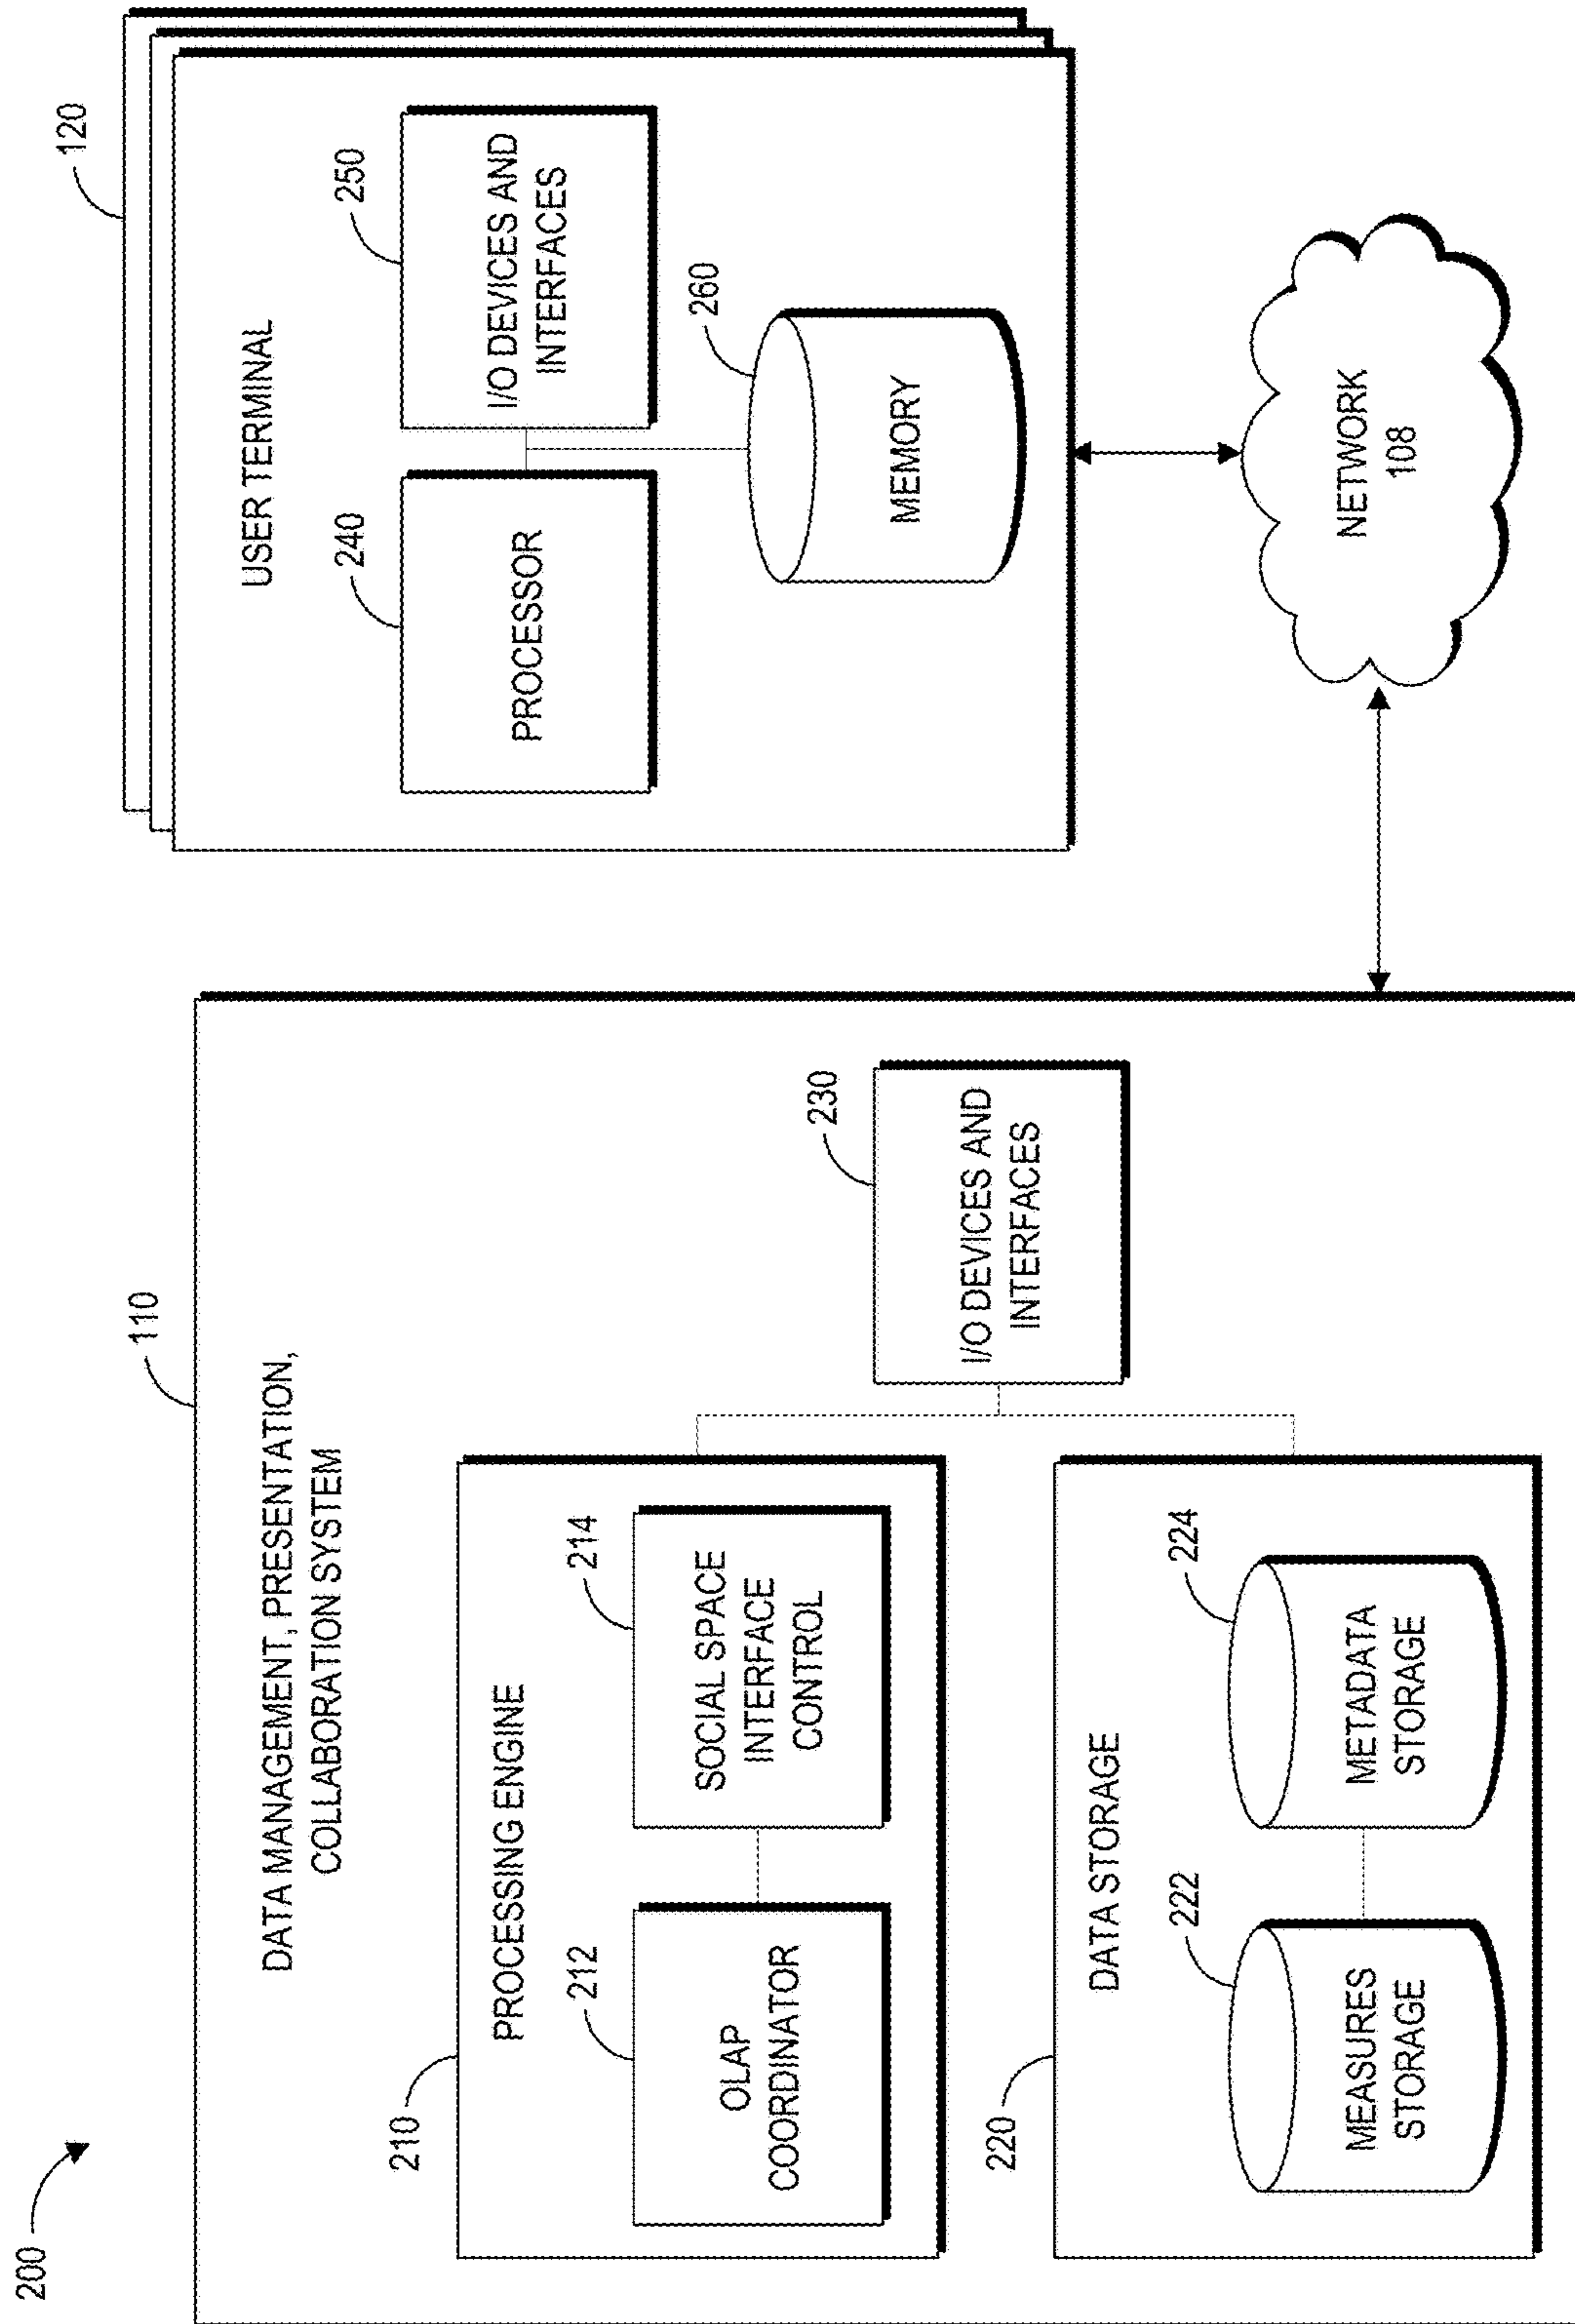 200
110
DATA MANAGEMENT, PRESENTATION,
COLLABORATION SYSTEM
210
PROCESSING ENGINE
212
OLAP
COORDINATOR
214
SOCIAL SPACE
INTERFACE
CONTROL
220
DATA STORAGE
222
MEASURES
STORAGE
224
METADATA
STORAGE
230
I/O DEVICES AND
INTERFACES
120
USER TERMINAL
240
PROCESSOR
250
I/O DEVICES AND
INTERFACES
260
MEMORY
NETWORK
108